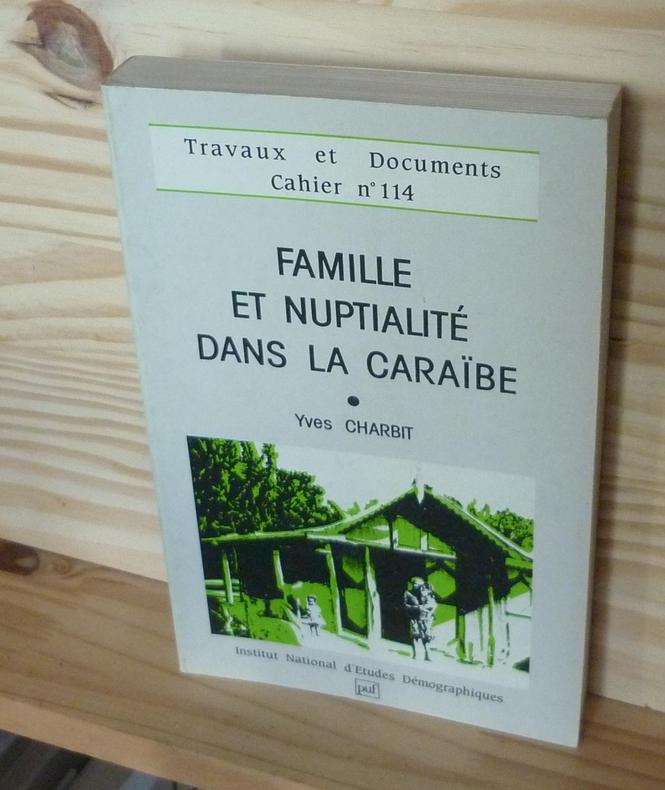 Travaux et Documents
Cahier n° 114
FAMILLE
ET NUPTIALITÉ
DANS LA CARAÏBE
Yves CHARBIT
Institut National d'Etudes Démographiques
puf